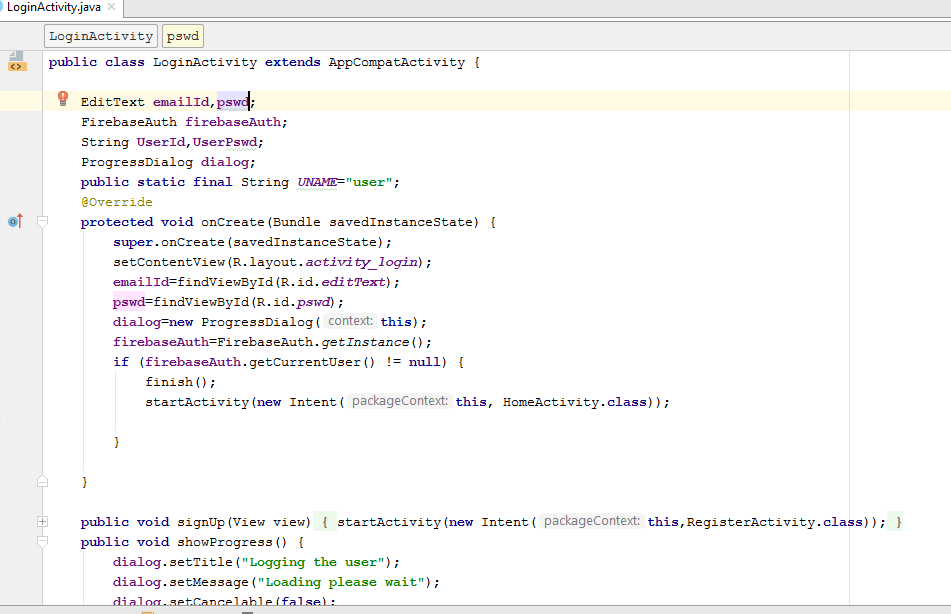 LoginActivity.java
LoginActivity pswd
public class LoginActivity extends AppCompatActivity {
EditText emailId,pswd;
FirebaseAuth firebaseAuth;
String UserId,UserPswd;
ProgressDialog dialog;
public static final String UNAME="user";
@Override
protected void onCreate(Bundle savedInstanceState) {
super.onCreate(savedInstanceState);
setContentView(R.layout.activity_login);
emailId=findViewById(R.id.editText);
pswd=findViewById(R.id.pswd);
dialog=new ProgressDialog( context: this);
firebaseAuth=FirebaseAuth.getInstance();
if (firebaseAuth.getCurrentUser() != null) {
finish();
startActivity(new Intent( packageContext: this, HomeActivity.class));
}
}
public void signUp(View view) { startActivity(new Intent( packageContext: this,RegisterActivity.class)); }
public void showProgress() {
dialog.setTitle("Logging the user");
dialog.setMessage("Loading please wait");
dialog.setCancelable(false);